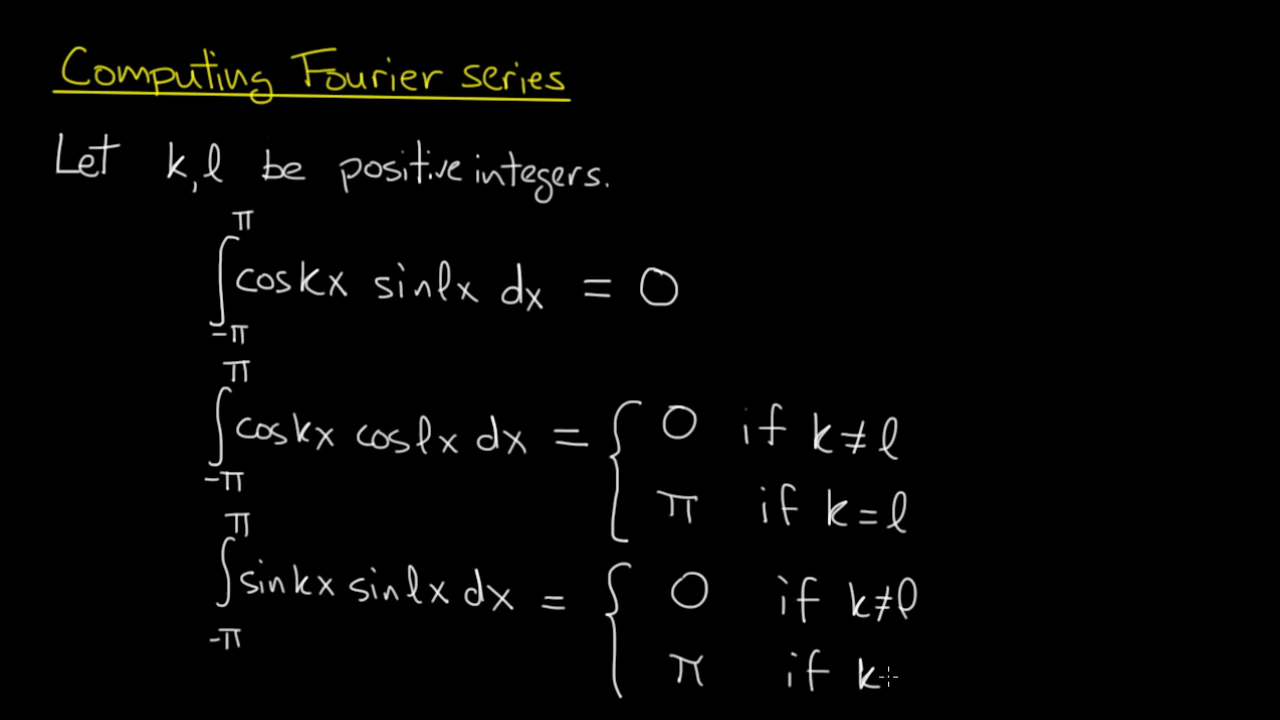 Computing Fourier series
Let k, l be positive integers.
∫_{-π}^{π} cos kx sin lx dx = 0
∫_{-π}^{π} cos kx cos lx dx = { 0 if k ≠ l
π if k = l
∫_{-π}^{π} sin kx sin lx dx = { 0 if k ≠ l
π if k